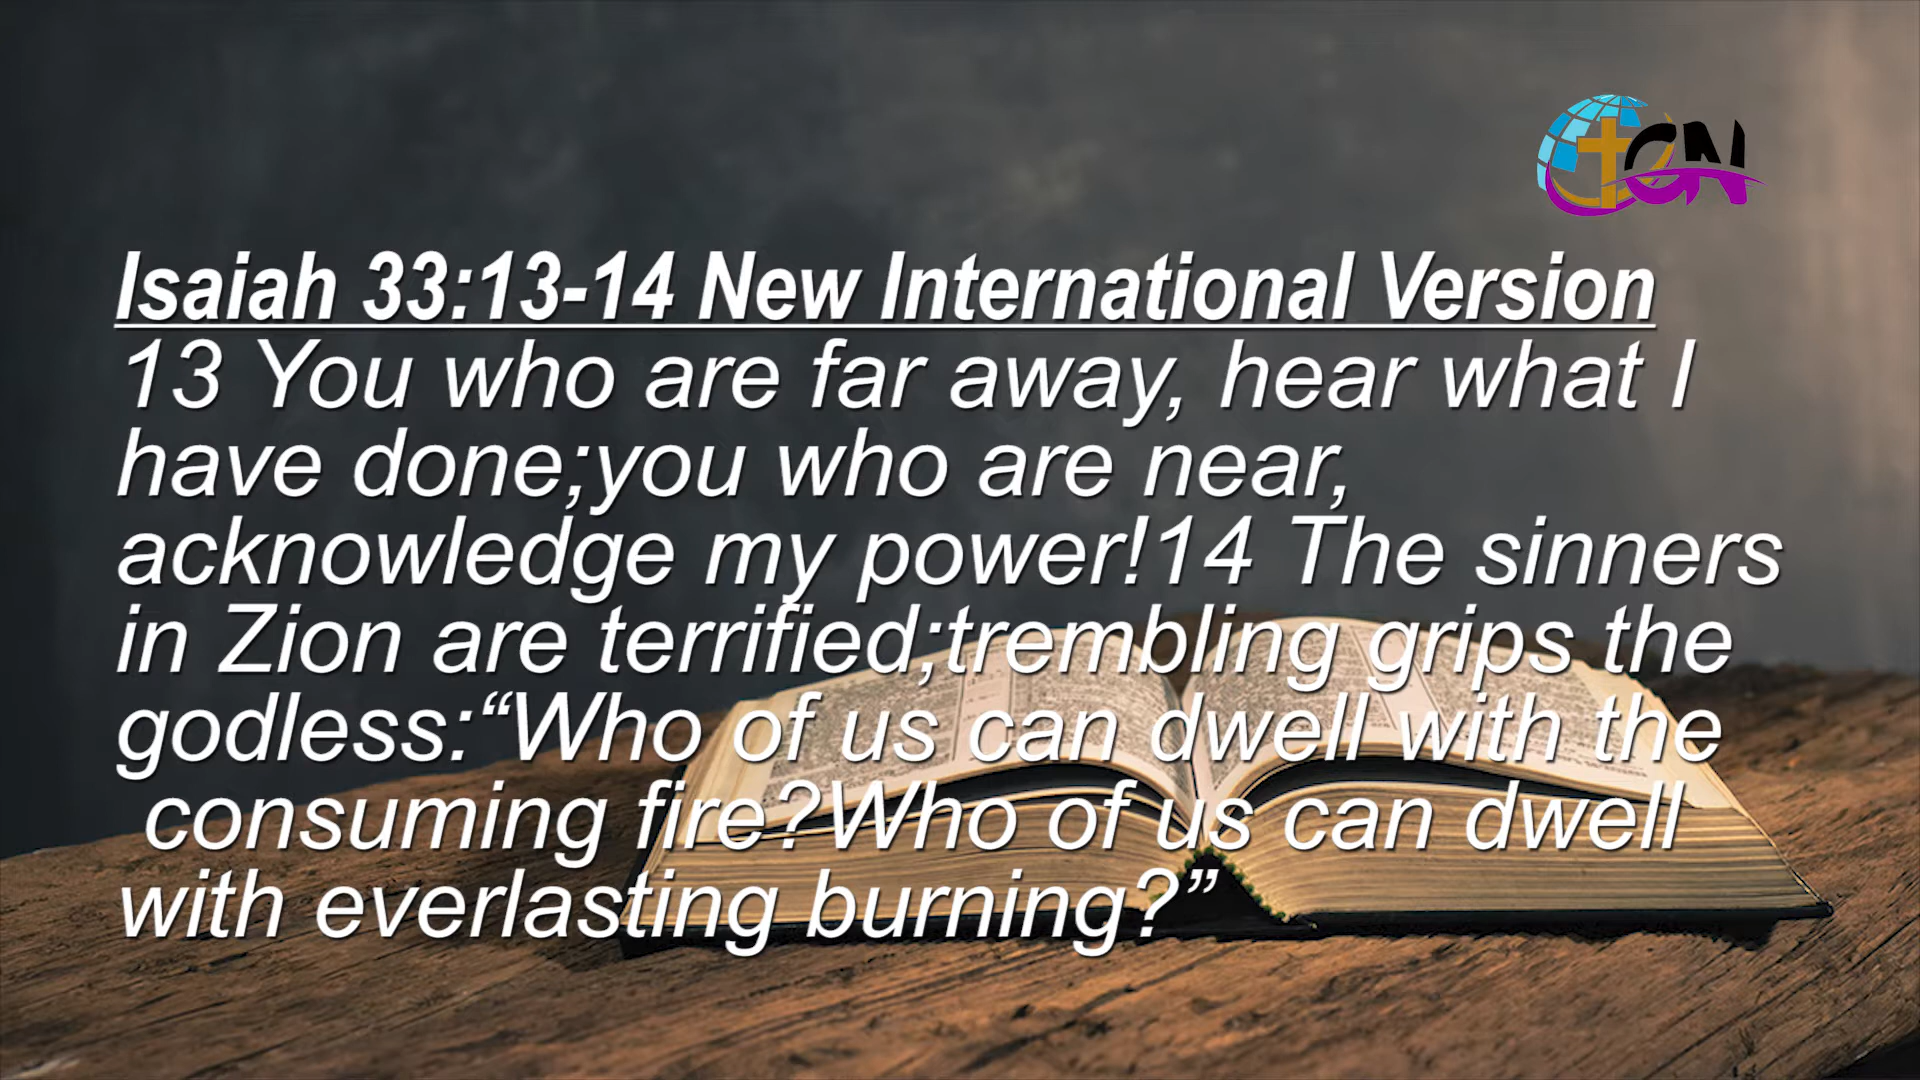 GN
Isaiah 33:13-14 New International Version
13 You who are far away, hear what I
have done;you who are near,
acknowledge my power!14 The sinners
in Zion are terrified;trembling grips the
godless:“Who of us can dwell with the
consuming fire?Who of us can dwell
with everlasting burning?”